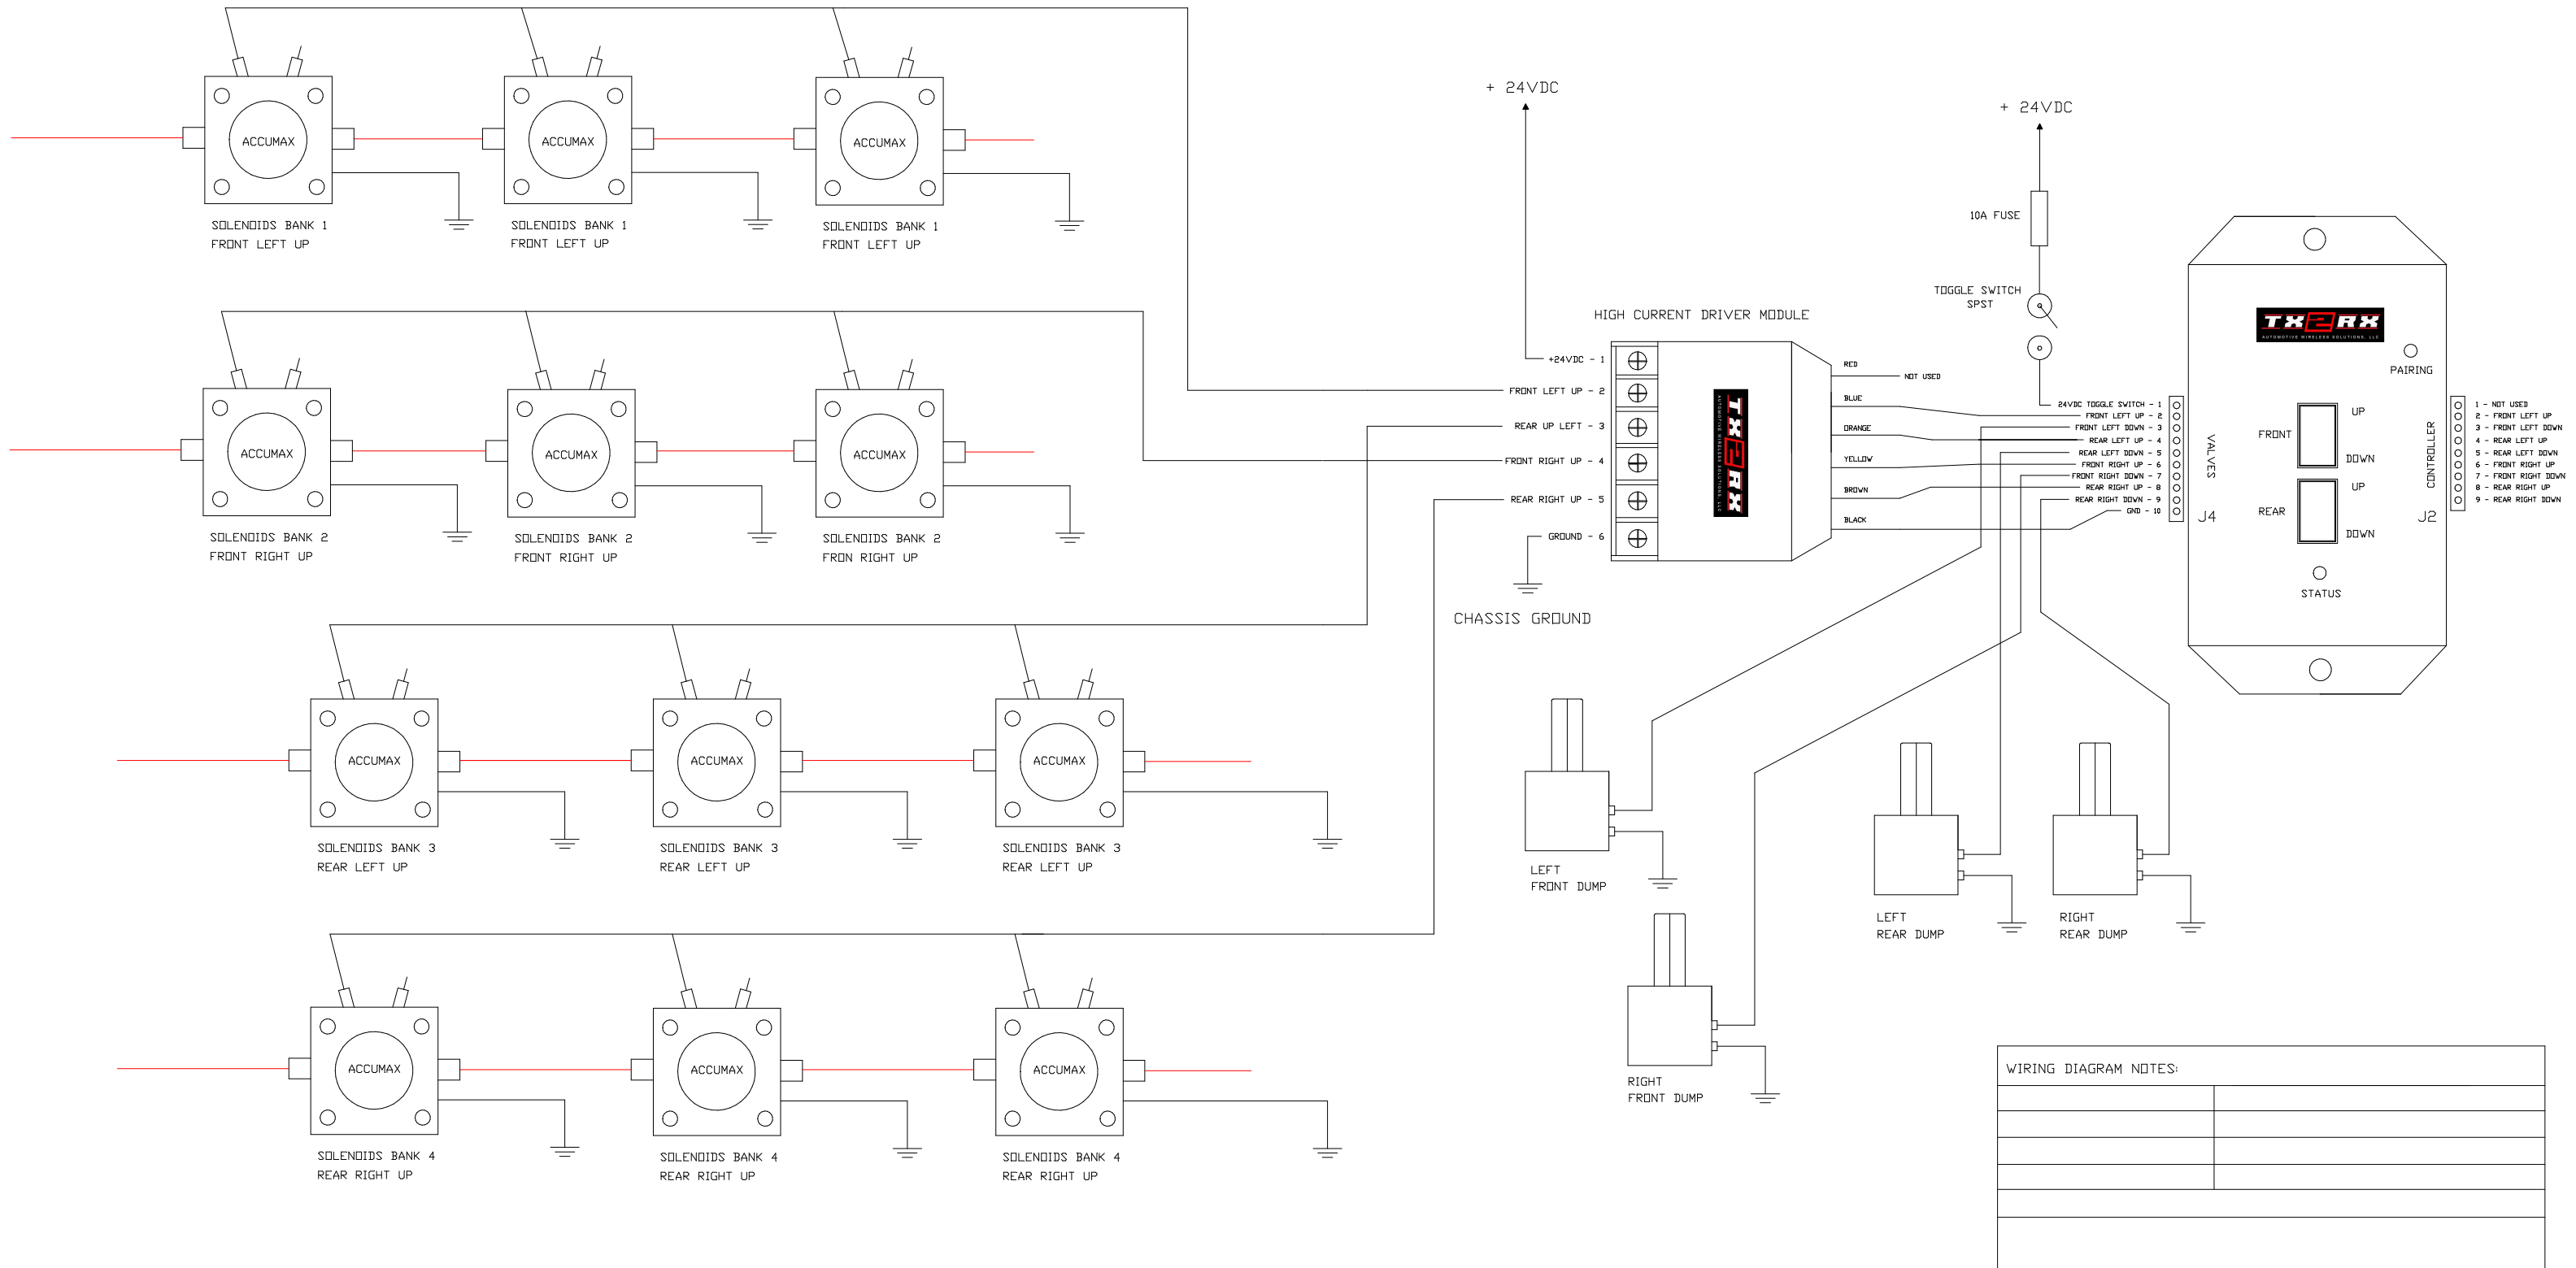 ACCUMAX
SOLENOIDS BANK 1
FRONT LEFT UP
ACCUMAX
SOLENOIDS BANK 1
FRONT LEFT UP
ACCUMAX
SOLENOIDS BANK 1
FRONT LEFT UP
ACCUMAX
SOLENOIDS BANK 2
FRONT RIGHT UP
ACCUMAX
SOLENOIDS BANK 2
FRONT RIGHT UP
ACCUMAX
SOLENOIDS BANK 2
FRON RIGHT UP
ACCUMAX
SOLENOIDS BANK 3
REAR LEFT UP
ACCUMAX
SOLENOIDS BANK 3
REAR LEFT UP
ACCUMAX
SOLENOIDS BANK 3
REAR LEFT UP
ACCUMAX
SOLENOIDS BANK 4
REAR RIGHT UP
ACCUMAX
SOLENOIDS BANK 4
REAR RIGHT UP
ACCUMAX
SOLENOIDS BANK 4
REAR RIGHT UP
+ 24VDC
HIGH CURRENT DRIVER MODULE
+24VDC - 1
FRONT LEFT UP - 2
REAR UP LEFT - 3
FRONT RIGHT UP - 4
REAR RIGHT UP - 5
GROUND - 6
CHASSIS GROUND
TX2RX
AUTOMOTIVE WIRELESS SOLUTIONS, LLC
RED
NOT USED
BLUE
ORANGE
YELLOW
BROWN
BLACK
+ 24VDC
10A FUSE
TOGGLE SWITCH
SPST
24VDC TOGGLE SWITCH - 1
FRONT LEFT UP - 2
FRONT LEFT DOWN - 3
REAR LEFT UP - 4
REAR LEFT DOWN - 5
FRONT RIGHT UP - 6
FRONT RIGHT DOWN - 7
REAR RIGHT UP - 8
REAR RIGHT DOWN - 9
GND - 10
TX2RX
AUTOMOTIVE WIRELESS SOLUTIONS, LLC
PAIRING
VALVES
J4
FRONT
UP
DOWN
REAR
UP
DOWN
STATUS
CONTROLLER
J2
1 - NOT USED
2 - FRONT LEFT UP
3 - FRONT LEFT DOWN
4 - REAR LEFT UP
5 - REAR LEFT DOWN
6 - FRONT RIGHT UP
7 - FRONT RIGHT DOWN
8 - REAR RIGHT UP
9 - REAR RIGHT DOWN
LEFT
FRONT DUMP
RIGHT
FRONT DUMP
LEFT
REAR DUMP
RIGHT
REAR DUMP
WIRING DIAGRAM NOTES: